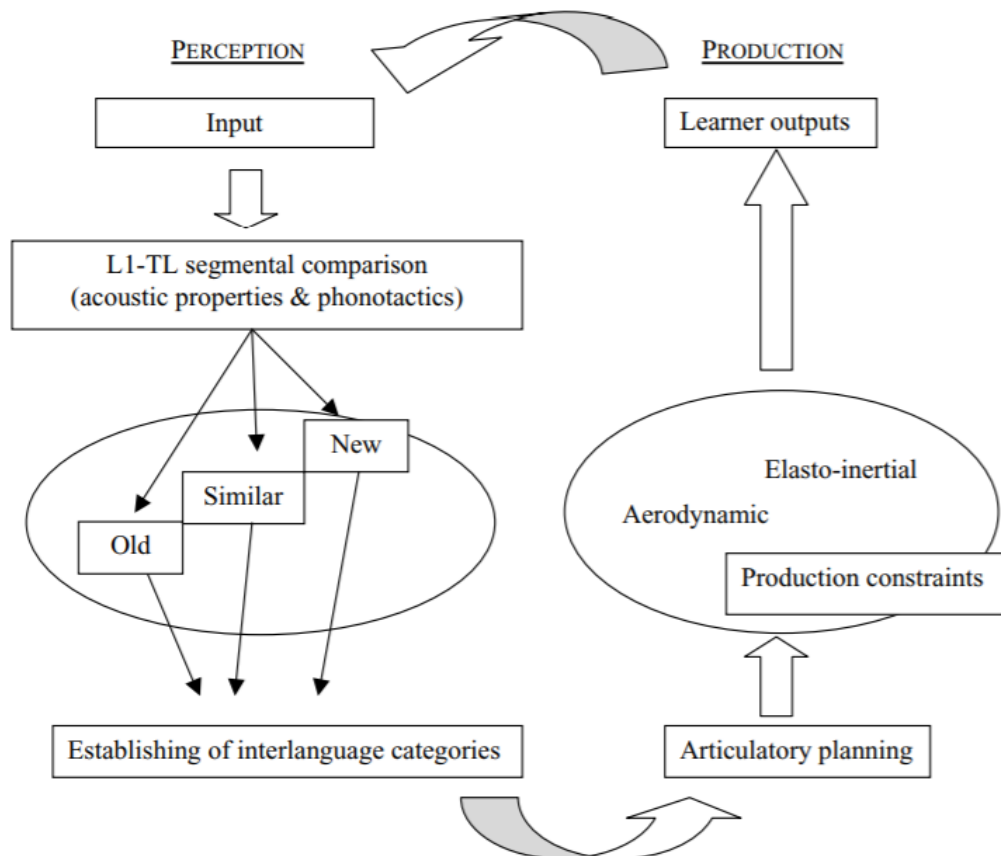 PERCEPTION
PRODUCTION
Input
Learner outputs
L1-TL segmental comparison
(acoustic properties & phonotactics)
New
Similar
Old
Elasto-inertial
Aerodynamic
Production constraints
Establishing of interlanguage categories
Articulatory planning